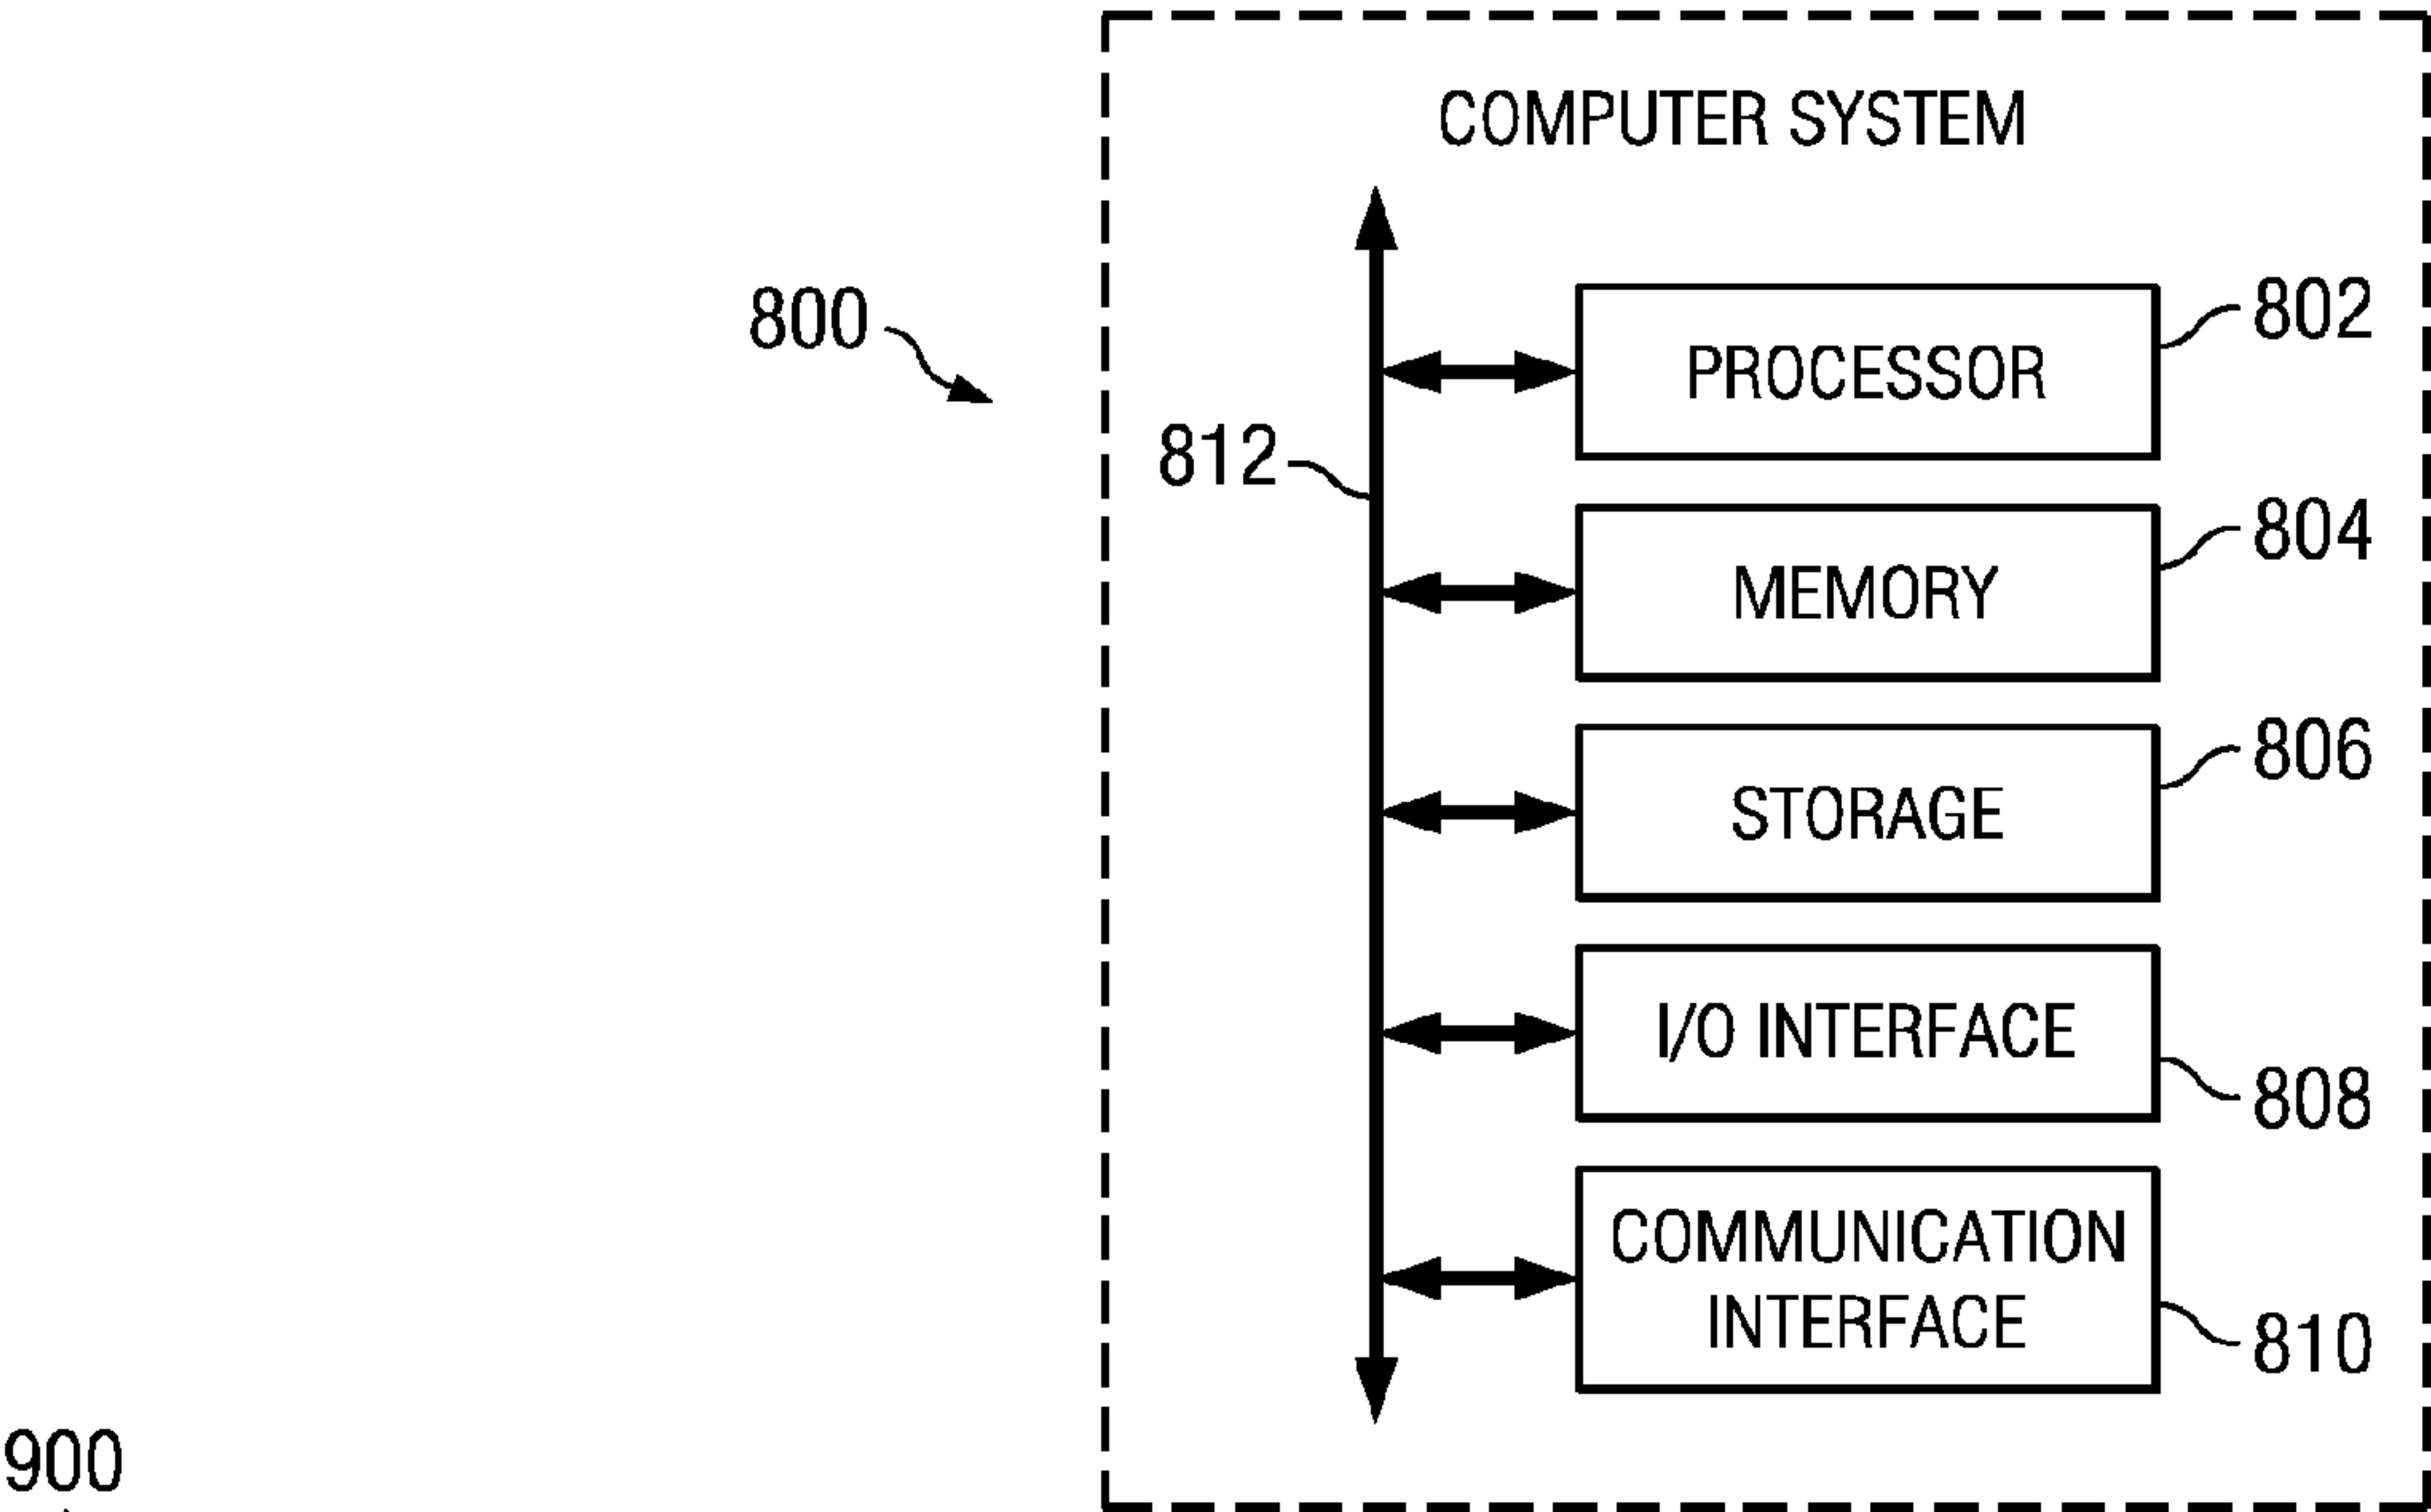 COMPUTER SYSTEM
800
802
PROCESSOR
812
804
MEMORY
806
STORAGE
I/O INTERFACE
808
COMMUNICATION
INTERFACE
810
900